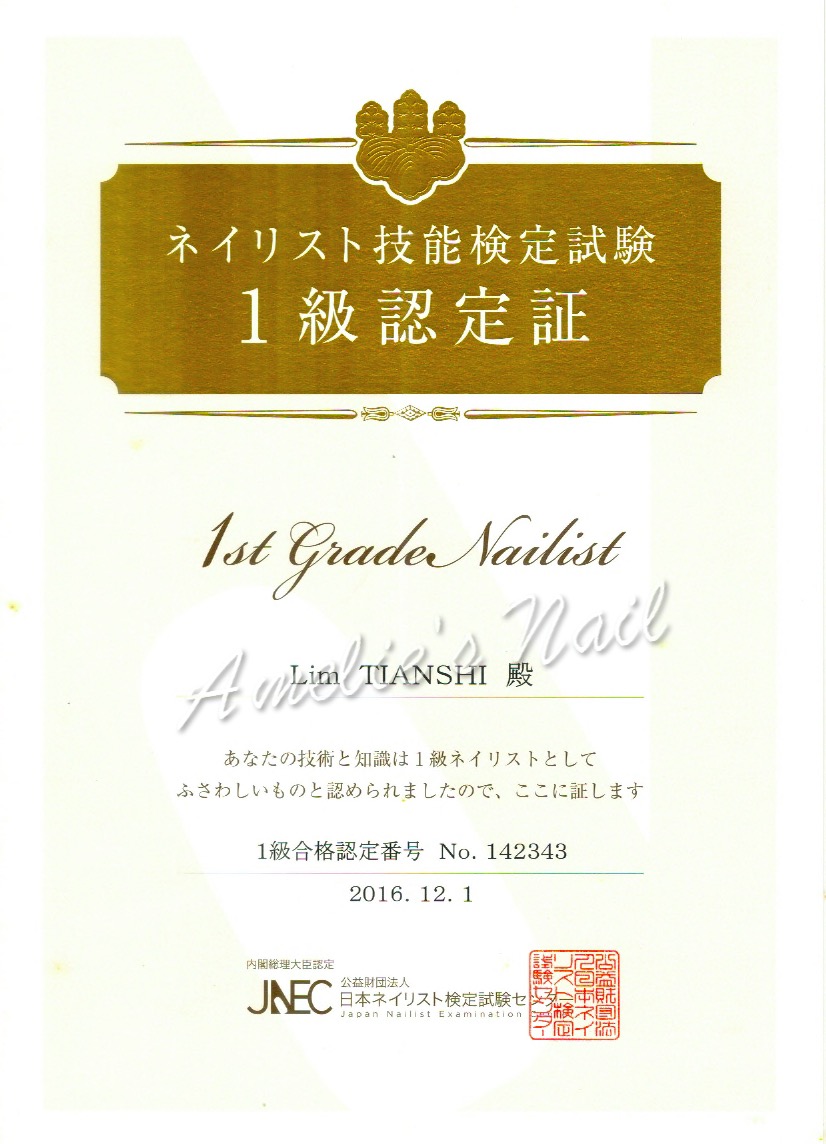 ネイリスト技能検定試験
1級認定証
1st Grade Nailist
Amelie's Nail
Lim TIANSHI 殿
あなたの技術と知識は1級ネイリストとして
ふさわしいものと認められましたので、ここに証します
1級合格認定番号 No. 142343
2016. 12. 1
内閣総理大臣認定
JNEC 公益財団法人
日本ネイリスト検定試験センター
Japan Nailist Examination